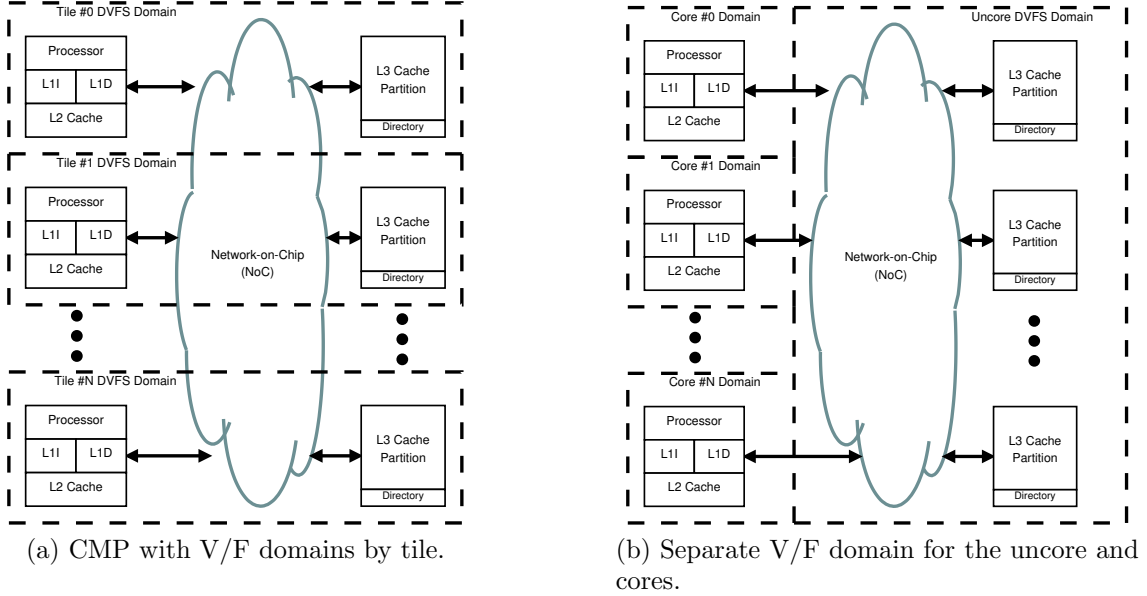 Tile #0 DVFS Domain
Processor
L1I
L1D
L2 Cache
L3 Cache
Partition
Directory
Tile #1 DVFS Domain
Processor
L1I
L1D
L2 Cache
L3 Cache
Partition
Directory
Network-on-Chip
(NoC)
Tile #N DVFS Domain
Processor
L1I
L1D
L2 Cache
L3 Cache
Partition
Directory
(a) CMP with V/F domains by tile.
Core #0 Domain
Uncore DVFS Domain
Processor
L1I
L1D
L2 Cache
L3 Cache
Partition
Directory
Core #1 Domain
Processor
L1I
L1D
L2 Cache
L3 Cache
Partition
Directory
Network-on-Chip
(NoC)
Core #N Domain
Processor
L1I
L1D
L2 Cache
L3 Cache
Partition
Directory
(b) Separate V/F domain for the uncore and
cores.